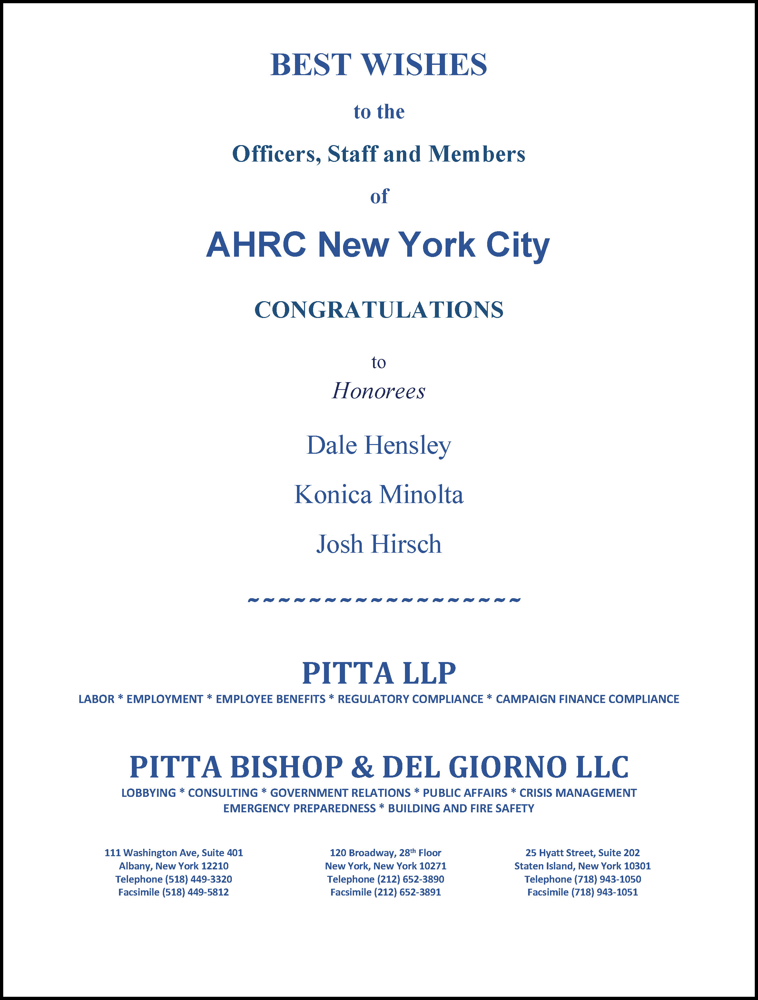 BEST WISHES
to the
Officers, Staff and Members
of
AHRC New York City
CONGRATULATIONS
to
Honorees
Dale Hensley
Konica Minolta
Josh Hirsch
~ ~ ~ ~ ~ ~ ~ ~ ~ ~ ~ ~ ~ ~ ~ ~ ~ ~
PITTA LLP
LABOR * EMPLOYMENT * EMPLOYEE BENEFITS * REGULATORY COMPLIANCE * CAMPAIGN FINANCE COMPLIANCE
PITTA BISHOP & DEL GIORNO LLC
LOBBYING * CONSULTING * GOVERNMENT RELATIONS * PUBLIC AFFAIRS * CRISIS MANAGEMENT
EMERGENCY PREPAREDNESS * BUILDING AND FIRE SAFETY
111 Washington Ave, Suite 401
Albany, New York 12210
Telephone (518) 449-3320
Facsimile (518) 449-5812
120 Broadway, 28th Floor
New York, New York 10271
Telephone (212) 652-3890
Facsimile (212) 652-3891
25 Hyatt Street, Suite 202
Staten Island, New York 10301
Telephone (718) 943-1050
Facsimile (718) 943-1051